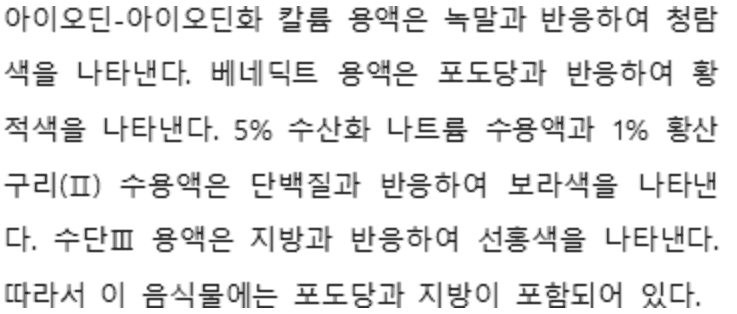 아이오딘-아이오딘화 칼륨 용액은 녹말과 반응하여 청람
색을 나타낸다. 베네딕트 용액은 포도당과 반응하여 황
적색을 나타낸다. 5% 수산화 나트륨 수용액과 1% 황산
구리(Ⅱ) 수용액은 단백질과 반응하여 보라색을 나타낸
다. 수단Ⅲ 용액은 지방과 반응하여 선홍색을 나타낸다.
따라서 이 음식물에는 포도당과 지방이 포함되어 있다.